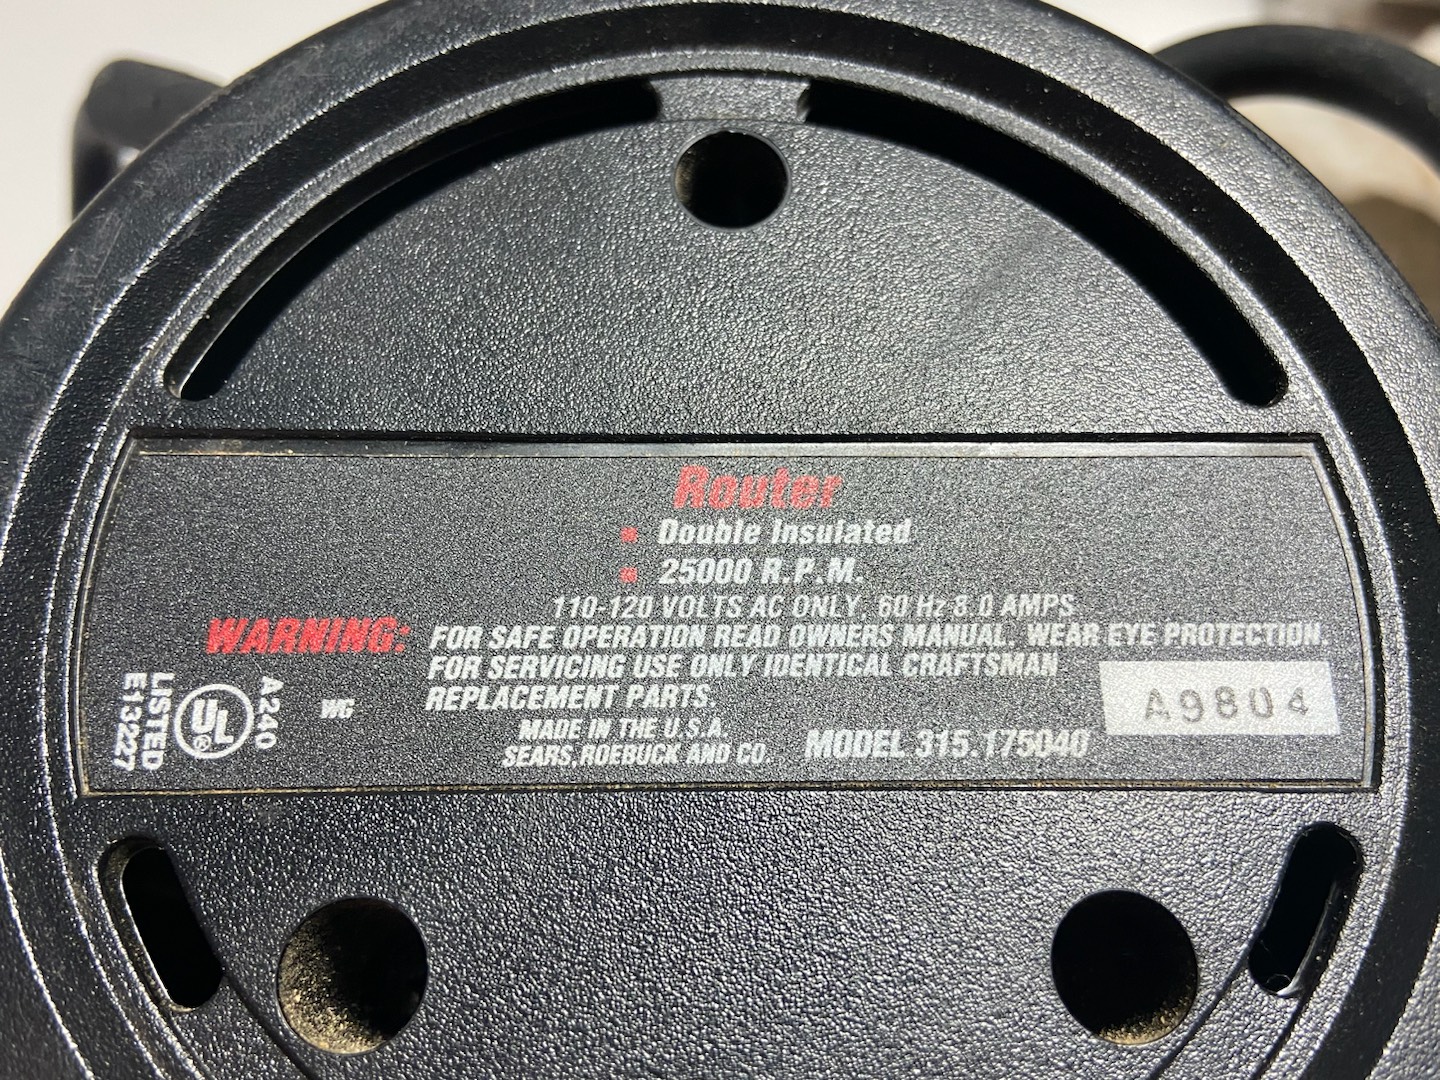 Router
Double Insulated
25000 R.P.M.
110-120 VOLTS AC ONLY, 60 Hz 8.0 AMPS
WARNING: FOR SAFE OPERATION READ OWNERS MANUAL. WEAR EYE PROTECTION.
FOR SERVICING USE ONLY IDENTICAL CRAFTSMAN
REPLACEMENT PARTS.
MADE IN THE U.S.A.
SEARS, ROEBUCK AND CO.
MODEL 315.175040
A9804
WG
A240
UL®
LISTED
E13227